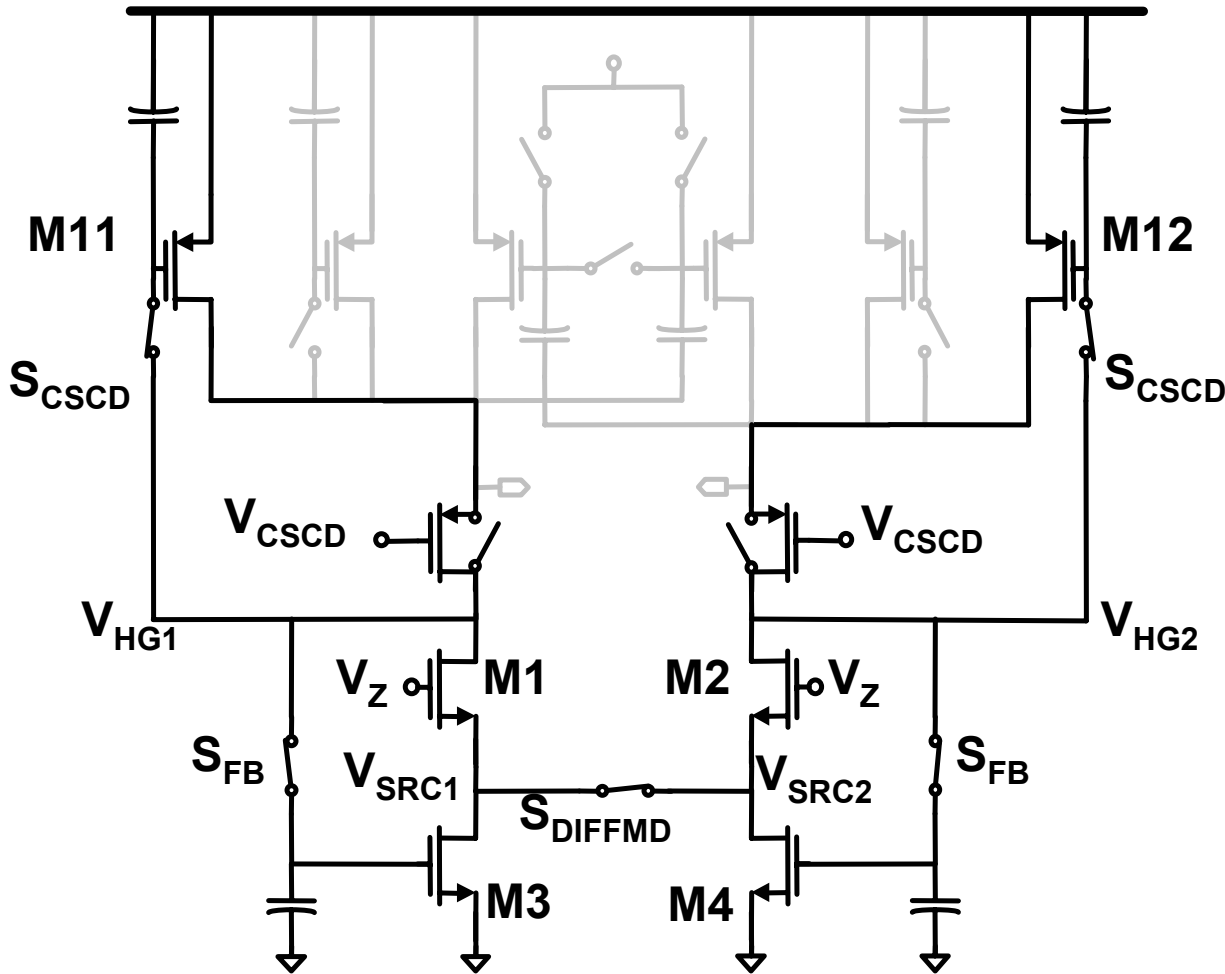 M11
M12
S_CSCD
S_CSCD
V_CSCD
V_CSCD
V_HG1
V_HG2
V_Z
M1
M2
V_Z
S_FB
V_SRC1
V_SRC2
S_FB
S_DIFFMD
M3
M4